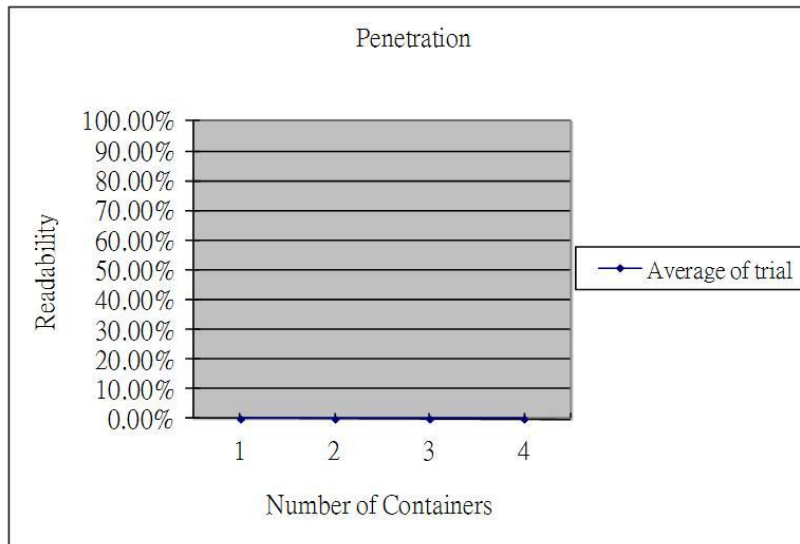 Penetration
100.00%
90.00%
80.00%
70.00%
60.00%
50.00%
40.00%
30.00%
20.00%
10.00%
0.00%
Readability
1 2 3 4
Number of Containers
Average of trial